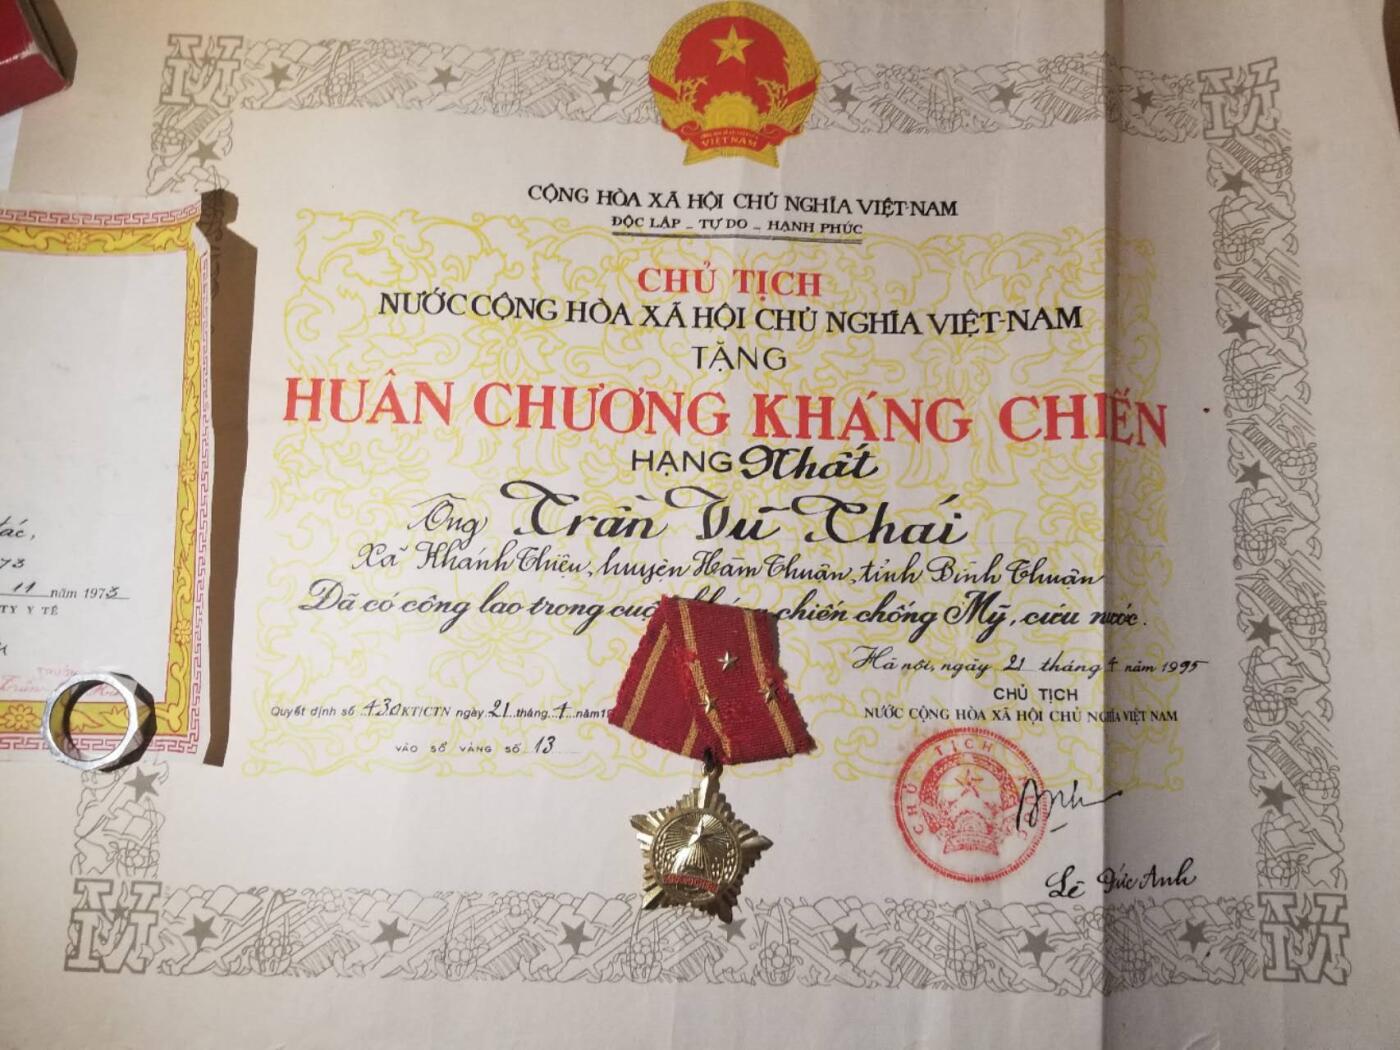 VIỆT NAM
CỘNG HÒA XÃ HỘI CHỦ NGHĨA VIỆT-NAM
ĐỘC LẬP - TỰ DO - HẠNH PHÚC
CHỦ TỊCH
NƯỚC CỘNG HÒA XÃ HỘI CHỦ NGHĨA VIỆT-NAM
TẶNG
HUÂN CHƯƠNG KHÁNG CHIẾN
HẠNG Nhất
Ông Trần Vũ Thái
Xã Khánh Thiện, huyện Hàm Thuận, tỉnh Bình Thuận
Đã có công lao trong chiến chống Mỹ, cứu nước.
Hà nội, ngày 21 tháng 4 năm 1995
CHỦ TỊCH
NƯỚC CỘNG HÒA XÃ HỘI CHỦ NGHĨA VIỆT NAM
Quyết định số 430KT/CTN ngày 21 tháng 4 năm
VÀO SỔ VÀNG SỐ 13
CHỦ TỊCH
Lê Đức Anh
tác,
73
11 năm 1973
TY Y TẾ